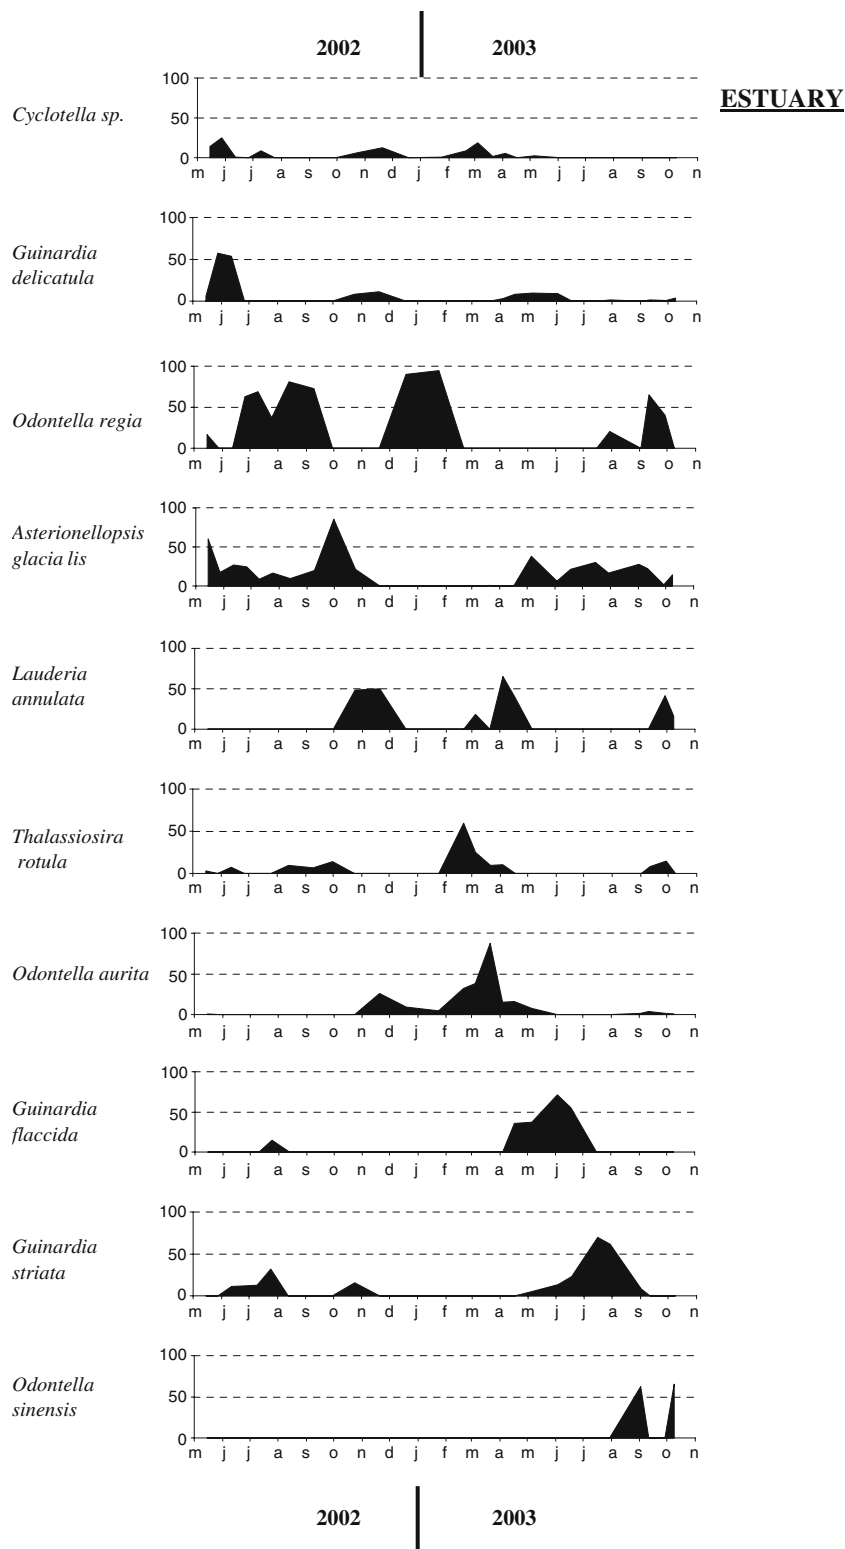 2002 2003
ESTUARY
Cyclotella sp.
100
50
0
m j j a s o n d j f m a m j j a s o n
Guinardia
delicatula
100
50
0
m j j a s o n d j f m a m j j a s o n
Odontella regia
100
50
0
m j j a s o n d j f m a m j j a s o n
Asterionellopsis
glacia lis
100
50
0
m j j a s o n d j f m a m j j a s o n
Lauderia
annulata
100
50
0
m j j a s o n d j f m a m j j a s o n
Thalassiosira
rotula
100
50
0
m j j a s o n d j f m a m j j a s o n
Odontella aurita
100
50
0
m j j a s o n d j f m a m j j a s o n
Guinardia
flaccida
100
50
0
m j j a s o n d j f m a m j j a s o n
Guinardia
striata
100
50
0
m j j a s o n d j f m a m j j a s o n
Odontella
sinensis
100
50
0
m j j a s o n d j f m a m j j a s o n
2002 2003